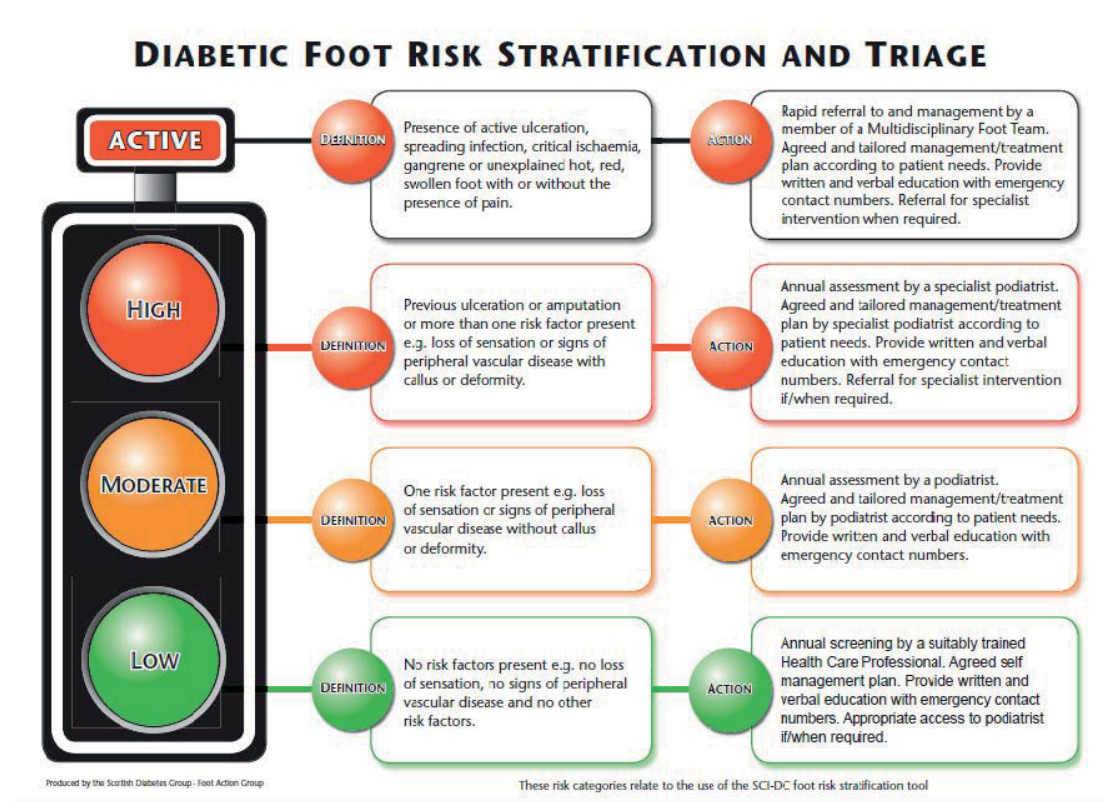 DIABETIC FOOT RISK STRATIFICATION AND TRIAGE
ACTIVE
DEFINITION
Presence of active ulceration,
spreading infection, critical ischaemia,
gangrene or unexplained hot, red,
swollen foot with or without the
presence of pain.
ACTION
Rapid referral to and management by a
member of a Multidisciplinary Foot Team.
Agreed and tailored management/treatment
plan according to patient needs. Provide
written and verbal education with emergency
contact numbers. Referral for specialist
intervention when required.
HIGH
DEFINITION
Previous ulceration or amputation
or more than one risk factor present
e.g. loss of sensation or signs of
peripheral vascular disease with
callus or deformity.
ACTION
Annual assessment by a specialist podiatrist.
Agreed and tailored management/treatment
plan by specialist podiatrist according to
patient needs. Provide written and verbal
education with emergency contact
numbers. Referral for specialist intervention
if/when required.
MODERATE
DEFINITION
One risk factor present e.g. loss
of sensation or signs of peripheral
vascular disease without callus
or deformity.
ACTION
Annual assessment by a podiatrist.
Agreed and tailored management/treatment
plan by podiatrist according to patient needs.
Provide written and verbal education with
emergency contact numbers.
LOW
DEFINITION
No risk factors present e.g. no loss
of sensation, no signs of peripheral
vascular disease and no other
risk factors.
ACTION
Annual screening by a suitably trained
Health Care Professional. Agreed self
management plan. Provide written and
verbal education with emergency contact
numbers. Appropriate access to podiatrist
if/when required.
Produced by the Scottish Diabetes Group - Foot Action Group
These risk categories relate to the use of the SCI-DC foot risk stratification tool